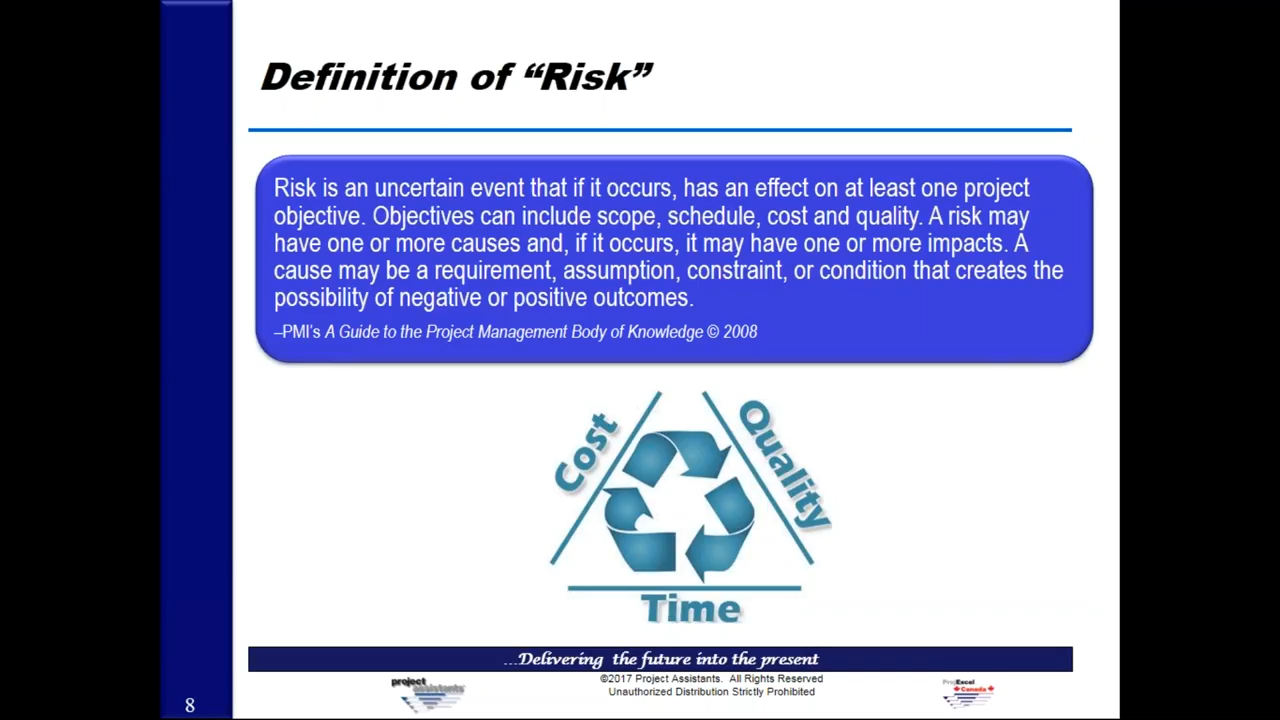 Definition of “Risk”
Risk is an uncertain event that if it occurs, has an effect on at least one project
objective. Objectives can include scope, schedule, cost and quality. A risk may
have one or more causes and, if it occurs, it may have one or more impacts. A
cause may be a requirement, assumption, constraint, or condition that creates the
possibility of negative or positive outcomes.
–PMI’s A Guide to the Project Management Body of Knowledge © 2008
Cost
Quality
Time
...Delivering the future into the present
project
assistants
©2017 Project Assistants. All Rights Reserved
Unauthorized Distribution Strictly Prohibited
ProjExcel
Canada
8